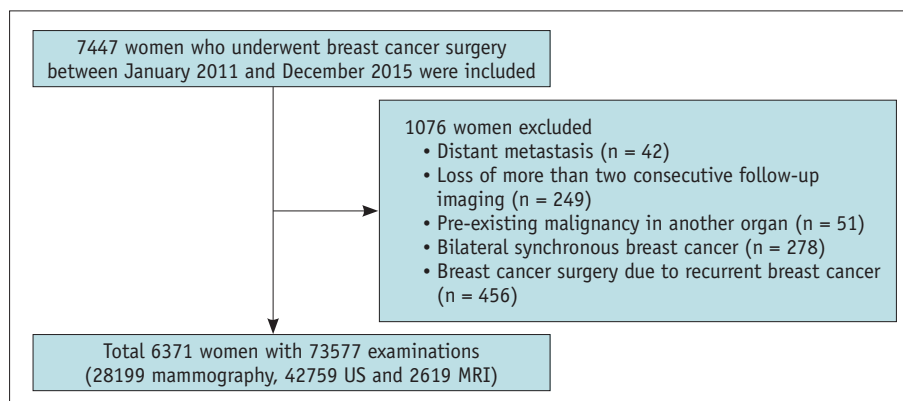 7447 women who underwent breast cancer surgery
between January 2011 and December 2015 were included
1076 women excluded
• Distant metastasis (n = 42)
• Loss of more than two consecutive follow-up
imaging (n = 249)
• Pre-existing malignancy in another organ (n = 51)
• Bilateral synchronous breast cancer (n = 278)
• Breast cancer surgery due to recurrent breast cancer
(n = 456)
Total 6371 women with 73577 examinations
(28199 mammography, 42759 US and 2619 MRI)